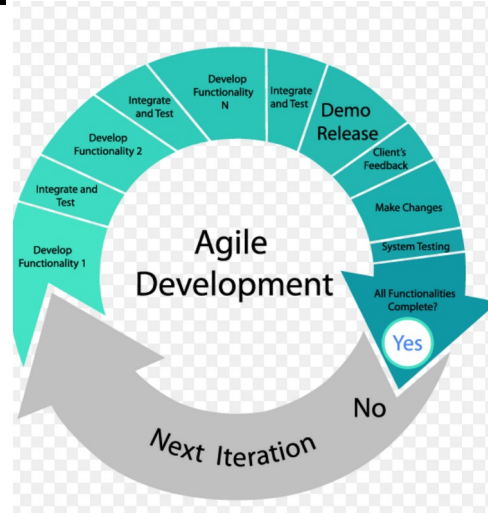 Develop
Functionality 1
Integrate and
Test
Develop
Functionality 2
Integrate
and Test
Develop
Functionality
N
Integrate
and Test
Demo
Release
Client's
Feedback
Make Changes
System Testing
All Functionalities
Complete?
Yes
No
Next Iteration
Agile
Development